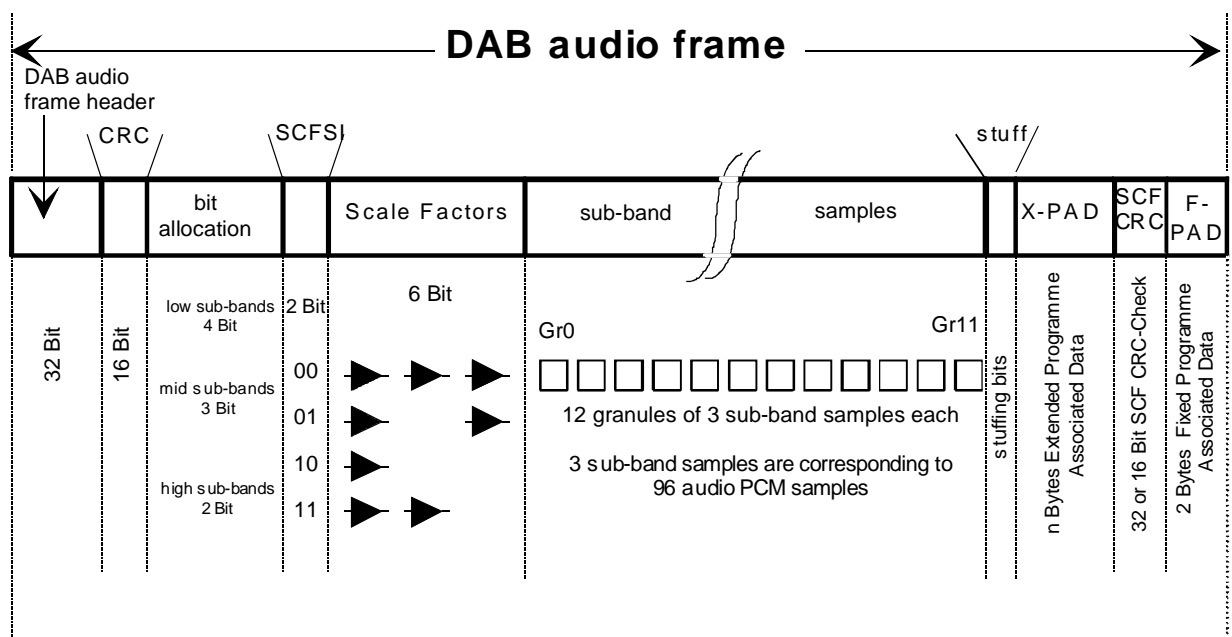 DAB audio frame
DAB audio
frame header
CRC
SCFSI
stuff
bit
allocation
Scale Factors
sub-band
samples
X-PAD
SCF
CRC
F-
PAD
32 Bit
16 Bit
low sub-bands
4 Bit
mid sub-bands
3 Bit
high sub-bands
2 Bit
2 Bit
00
01
10
11
6 Bit
Gr0
Gr11
12 granules of 3 sub-band samples each
3 sub-band samples are corresponding to
96 audio PCM samples
stuffing bits
n Bytes Extended Programme
Associated Data
32 or 16 Bit SCF CRC-Check
2 Bytes Fixed Programme
Associated Data